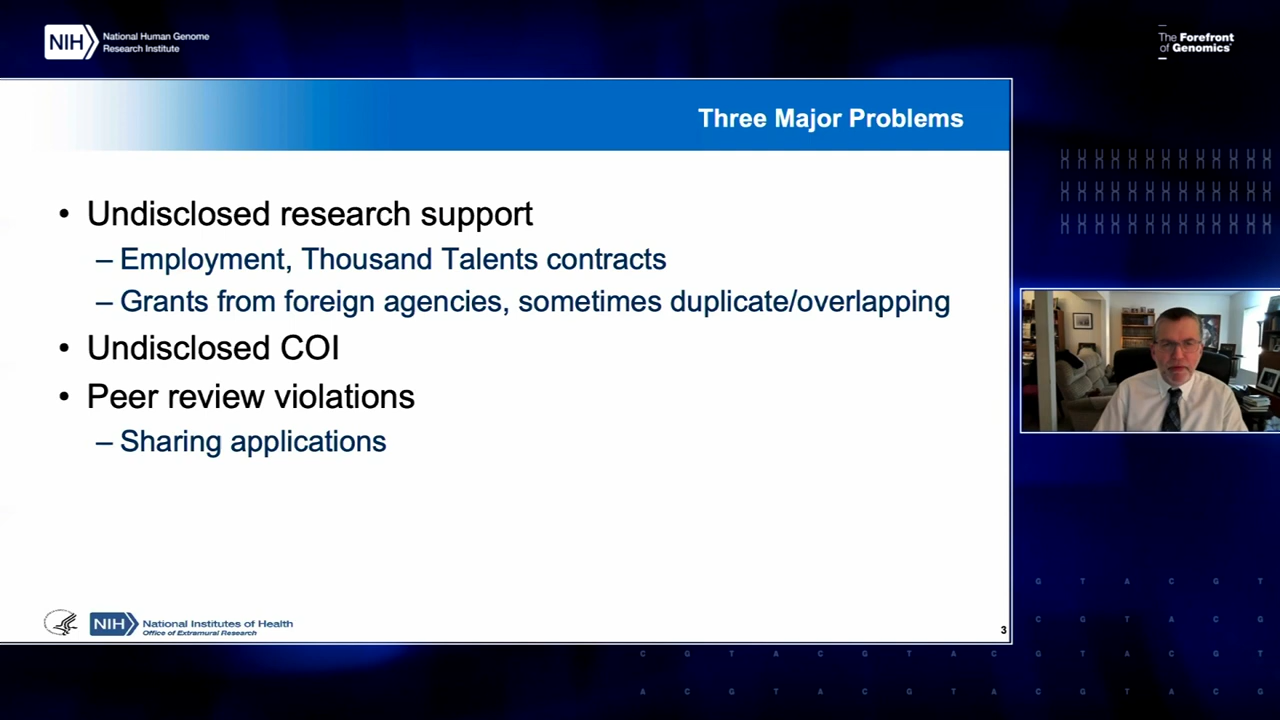 NIH
National Human Genome
Research Institute
The Forefront
of Genomics
Three Major Problems
• Undisclosed research support
– Employment, Thousand Talents contracts
– Grants from foreign agencies, sometimes duplicate/overlapping
• Undisclosed COI
• Peer review violations
– Sharing applications
NIH
National Institutes of Health
Office of Extramural Research
3
G T A C G T
C G T A C G
C G T A C G T A C G T A C G T
A C G T A C G T A C G T A C G